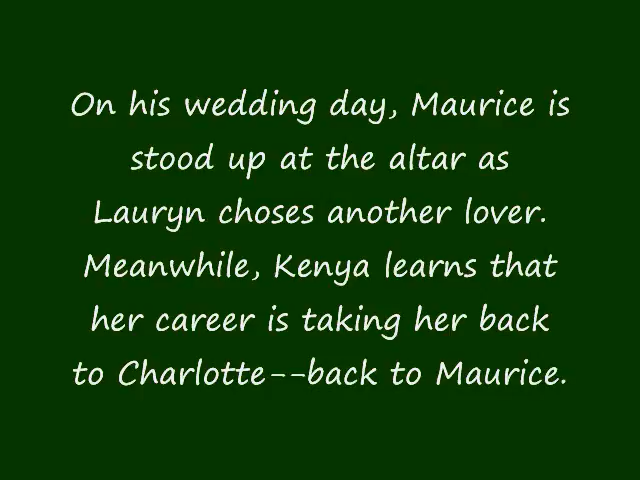 On his wedding day, Maurice is
stood up at the altar as
Lauryn choses another lover.
Meanwhile, Kenya learns that
her career is taking her back
to Charlotte--back to Maurice.